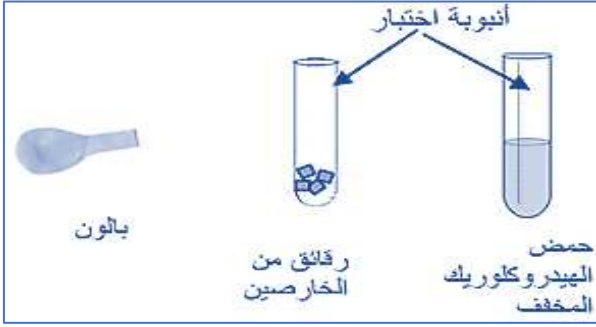 أنبوبة اختبار
بالون
رقائق من
الخارصين
حمض
الهيدروكلوريك
المخفف